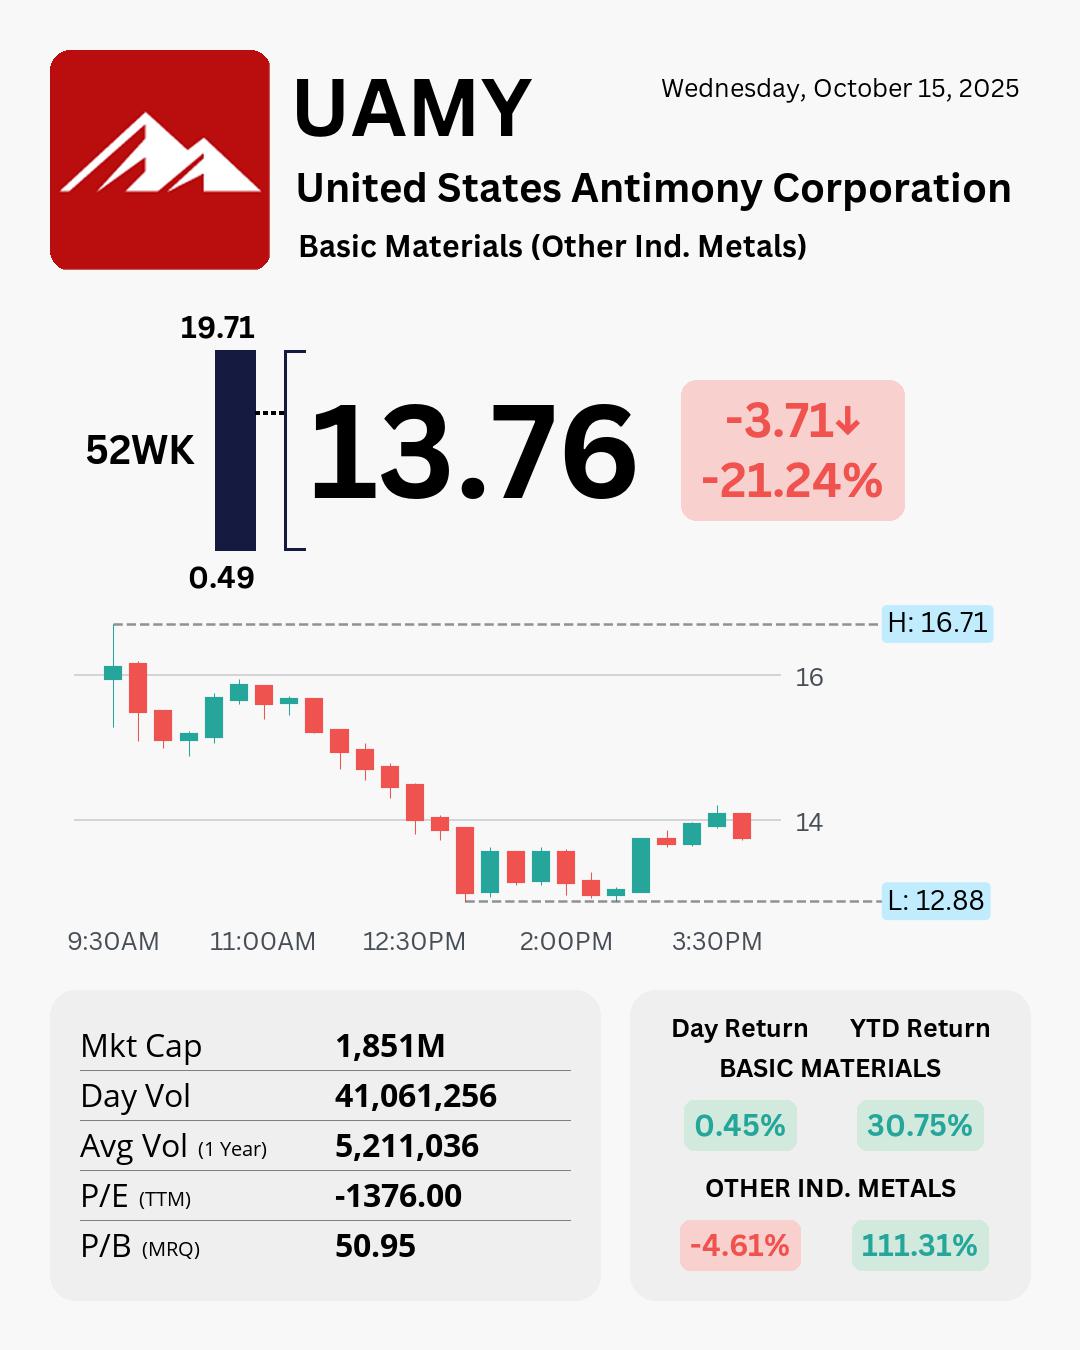 UAMY
Wednesday, October 15, 2025
United States Antimony Corporation
Basic Materials (Other Ind. Metals)
19.71
52WK
0.49
13.76
-3.71↓
-21.24%
H: 16.71
16
14
L: 12.88
9:30AM 11:00AM 12:30PM 2:00PM 3:30PM
Mkt Cap 1,851M
Day Vol 41,061,256
Avg Vol (1 Year) 5,211,036
P/E (TTM) -1376.00
P/B (MRQ) 50.95
Day Return YTD Return
BASIC MATERIALS
0.45% 30.75%
OTHER IND. METALS
-4.61% 111.31%